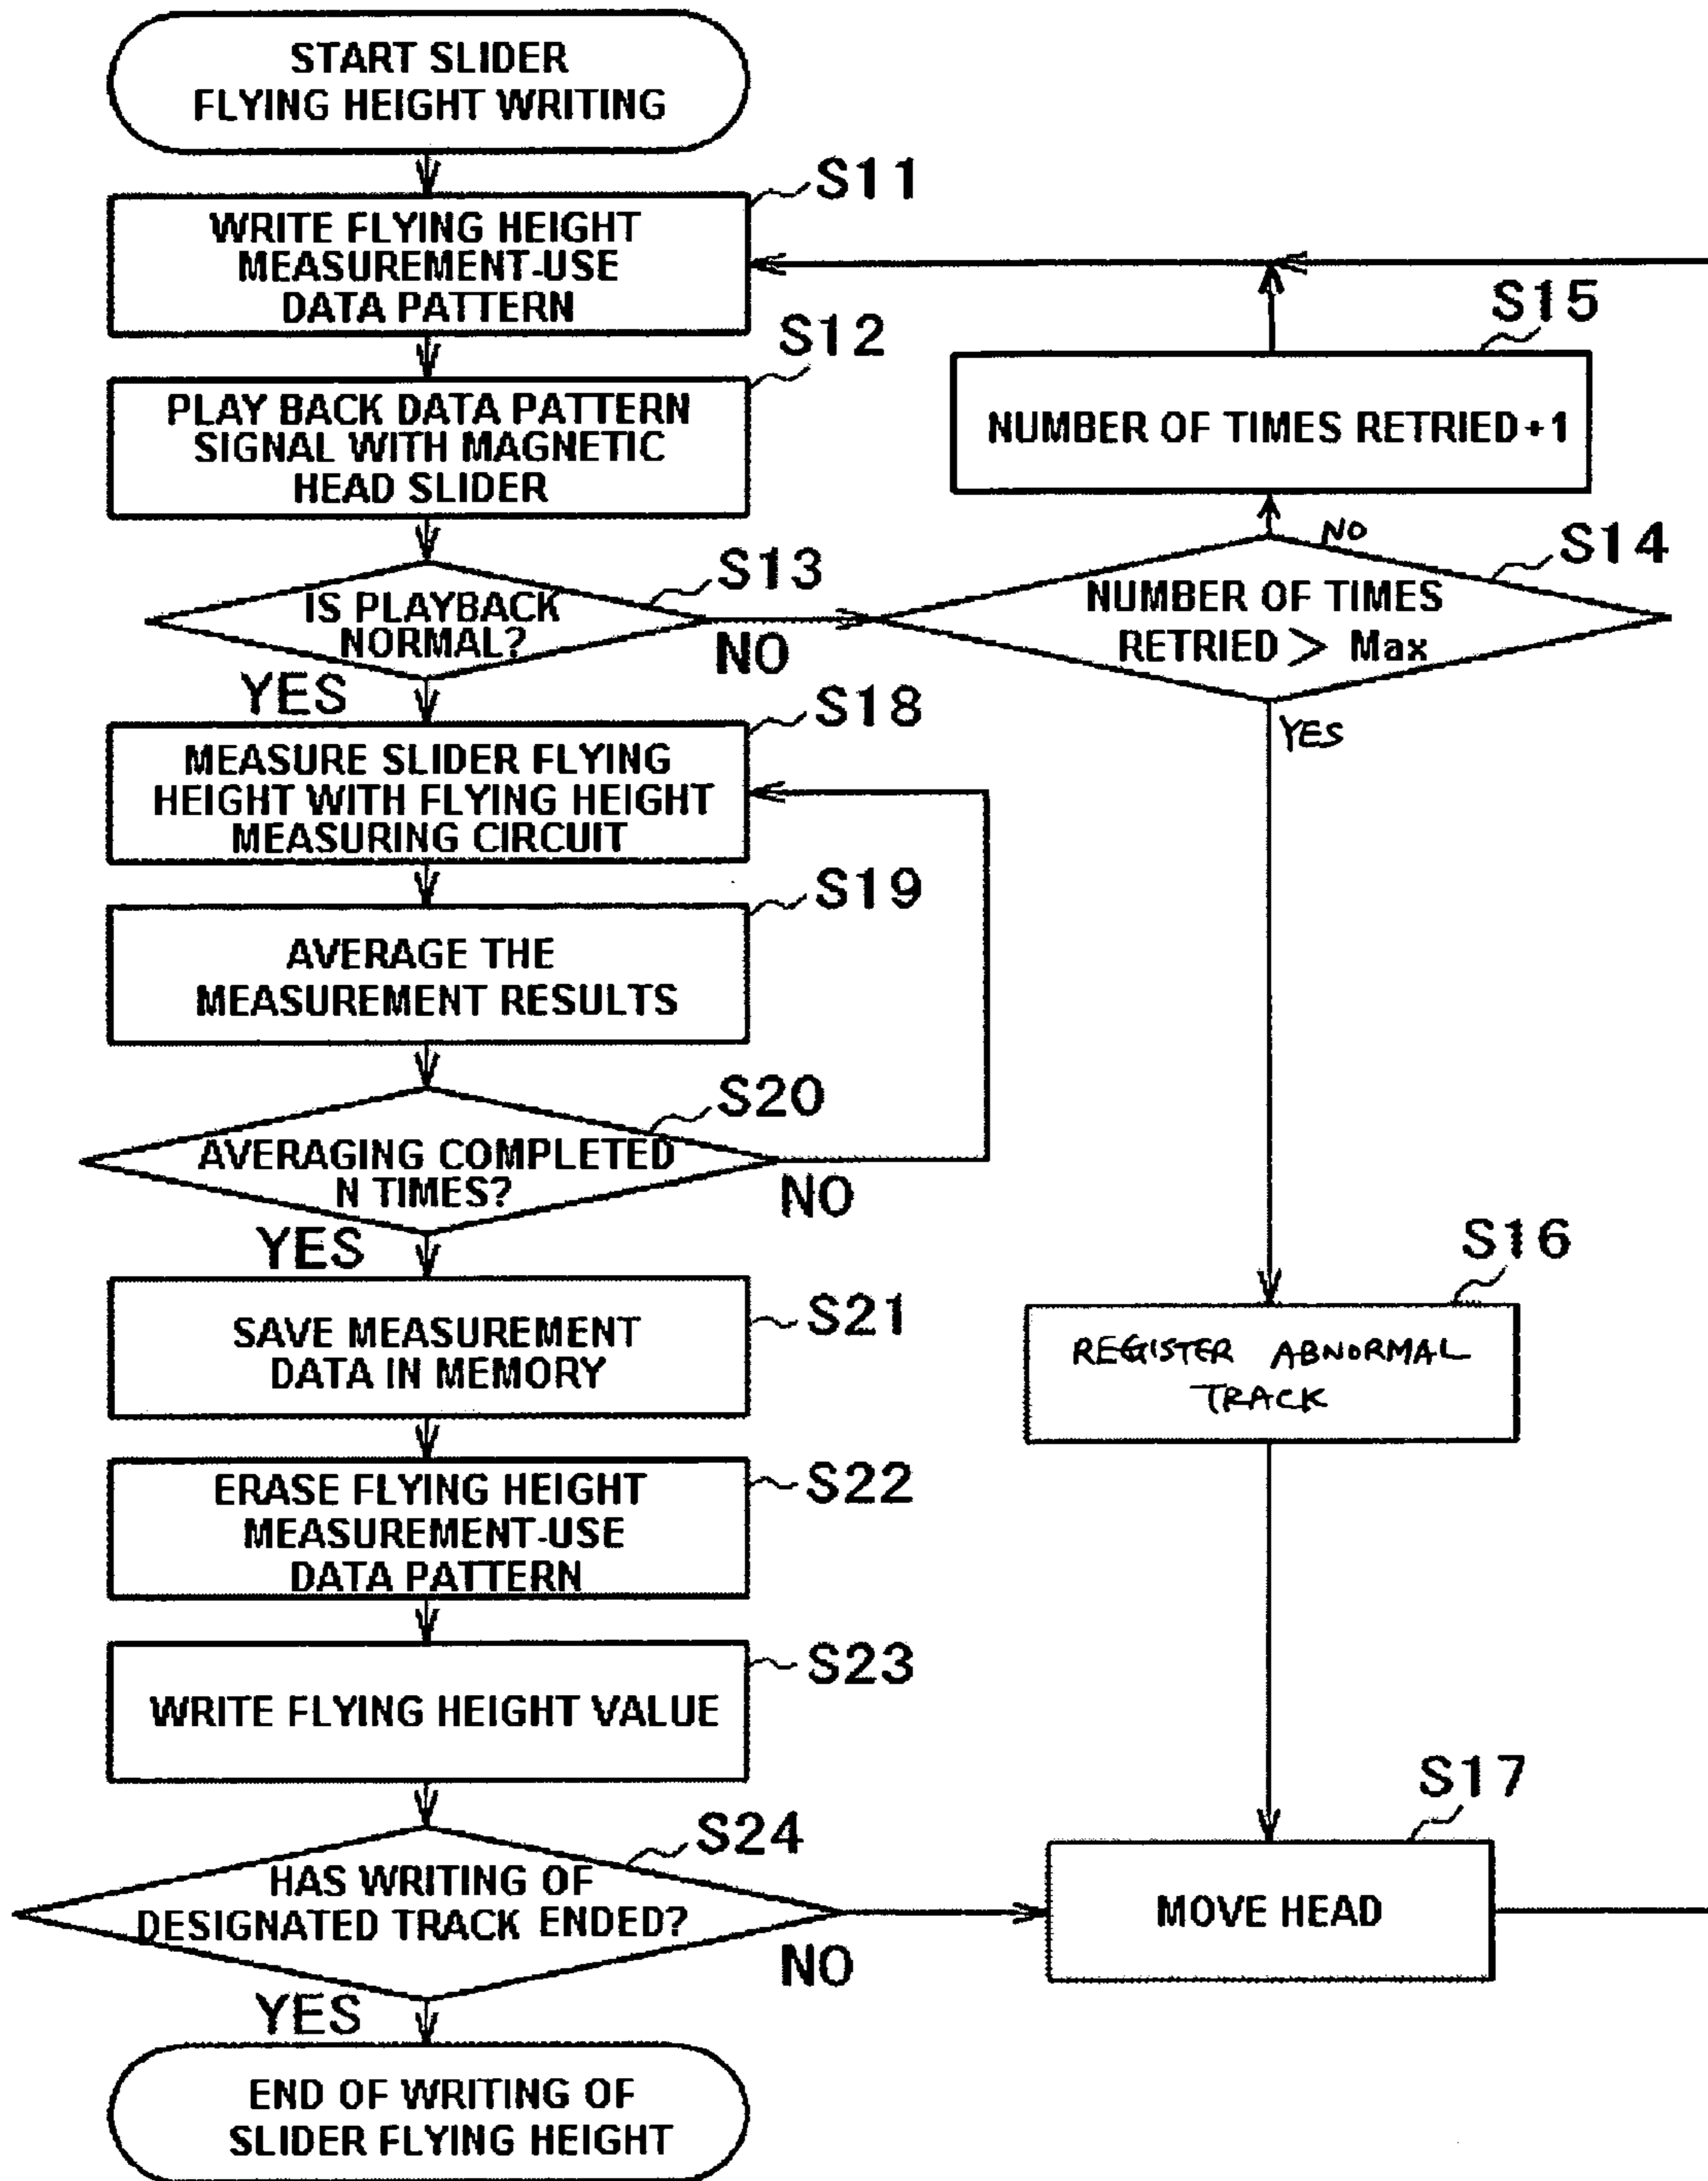 START SLIDER
FLYING HEIGHT WRITING
S11
WRITE FLYING HEIGHT
MEASUREMENT-USE
DATA PATTERN
S12
PLAY BACK DATA PATTERN
SIGNAL WITH MAGNETIC
HEAD SLIDER
S13
IS PLAYBACK
NORMAL?
NO
YES
S15
NUMBER OF TIMES RETRIED+1
NO
S14
NUMBER OF TIMES
RETRIED > Max
YES
S18
MEASURE SLIDER FLYING
HEIGHT WITH FLYING HEIGHT
MEASURING CIRCUIT
S19
AVERAGE THE
MEASUREMENT RESULTS
S20
AVERAGING COMPLETED
N TIMES?
NO
YES
S16
REGISTER ABNORMAL
TRACK
S21
SAVE MEASUREMENT
DATA IN MEMORY
S22
ERASE FLYING HEIGHT
MEASUREMENT-USE
DATA PATTERN
S23
WRITE FLYING HEIGHT VALUE
S24
HAS WRITING OF
DESIGNATED TRACK ENDED?
NO
S17
MOVE HEAD
YES
END OF WRITING OF
SLIDER FLYING HEIGHT